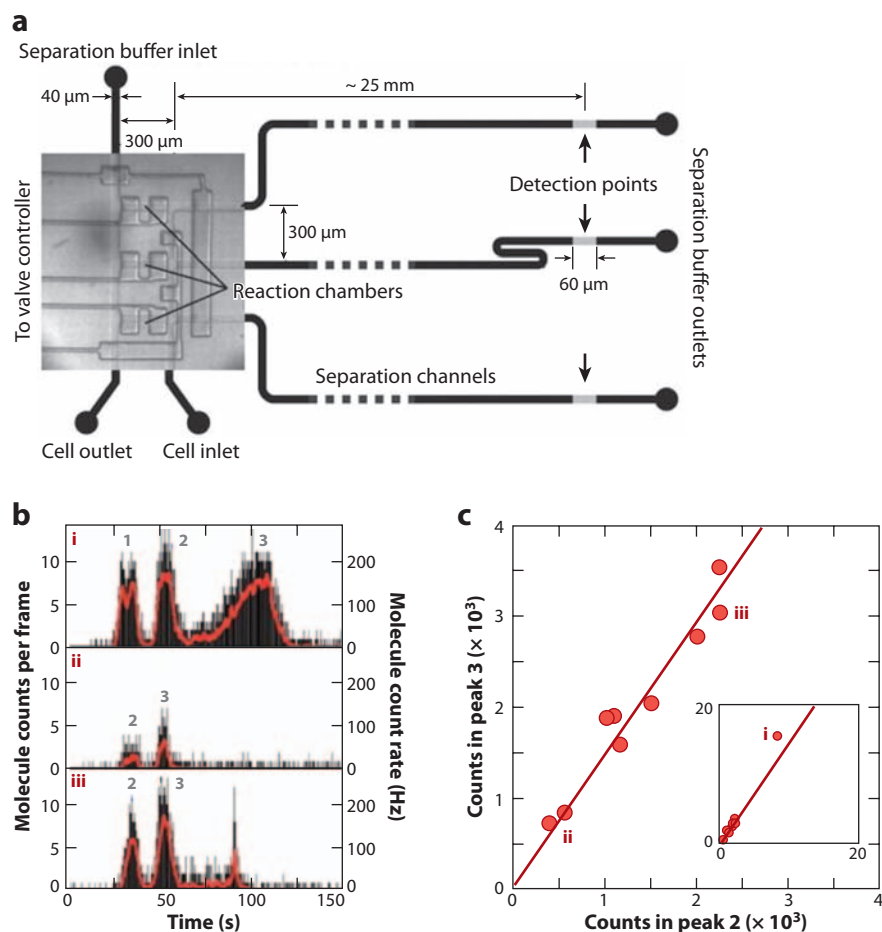 a
Separation buffer inlet
40 µm
~ 25 mm
300 µm
Detection points
300 µm
60 µm
To valve controller
Reaction chambers
Separation buffer outlets
Separation channels
Cell outlet
Cell inlet
b
i
1
2
3
10
5
0
200
100
0
ii
2
3
10
5
0
200
100
0
iii
2
3
10
5
0
200
100
0
Molecule counts per frame
Molecule count rate (Hz)
0
50
100
150
Time (s)
c
4
3
2
1
0
iii
ii
20
i
0
0
20
0
1
2
3
4
Counts in peak 3 (× 10³)
Counts in peak 2 (× 10³)